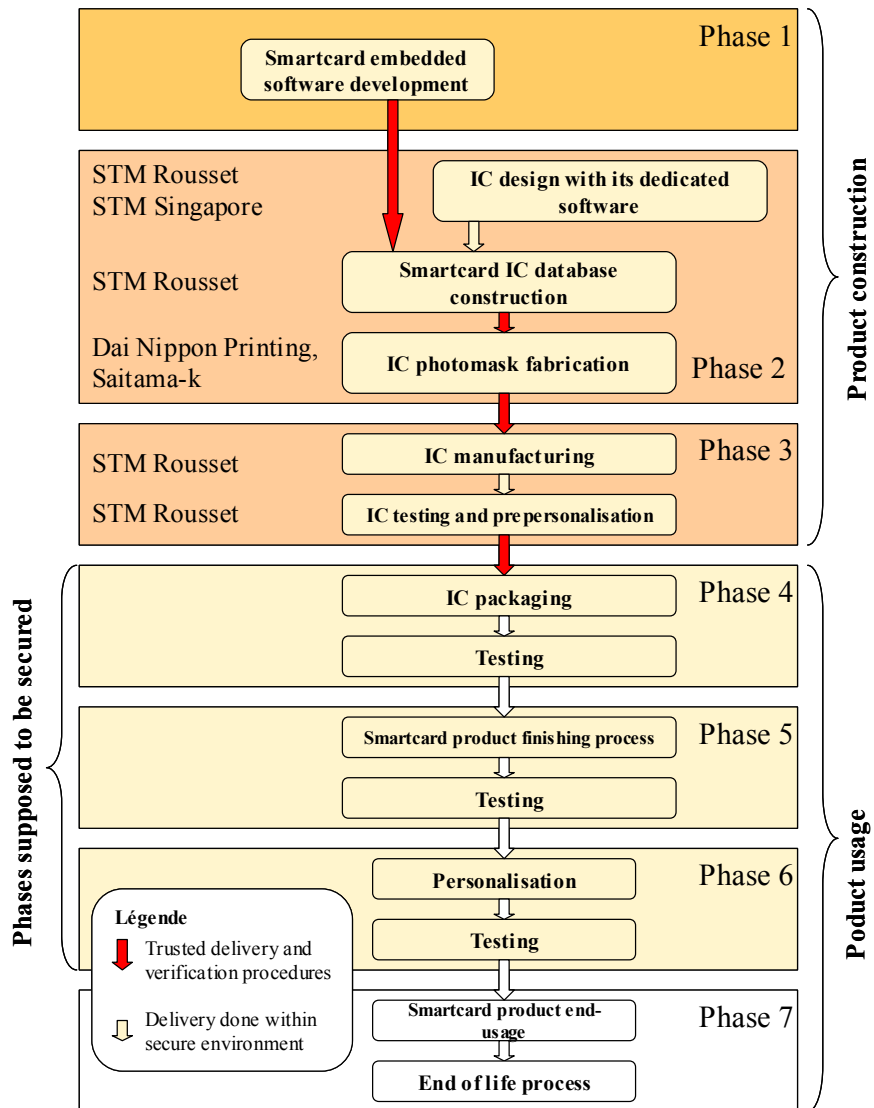 Phase 1
Smartcard embedded
software development
STM Rousset
STM Singapore
IC design with its dedicated
software
STM Rousset
Smartcard IC database
construction
Dai Nippon Printing,
Saitama-k
IC photomask fabrication
Phase 2
Product construction
Phase 3
IC manufacturing
STM Rousset
STM Rousset
IC testing and prepersonalisation
Phase 4
IC packaging
Testing
Phase 5
Smartcard product finishing process
Testing
Phase 6
Personalisation
Testing
Phases supposed to be secured
Poduct usage
Légende
Trusted delivery and
verification procedures
Delivery done within
secure environment
Phase 7
Smartcard product end-
usage
End of life process